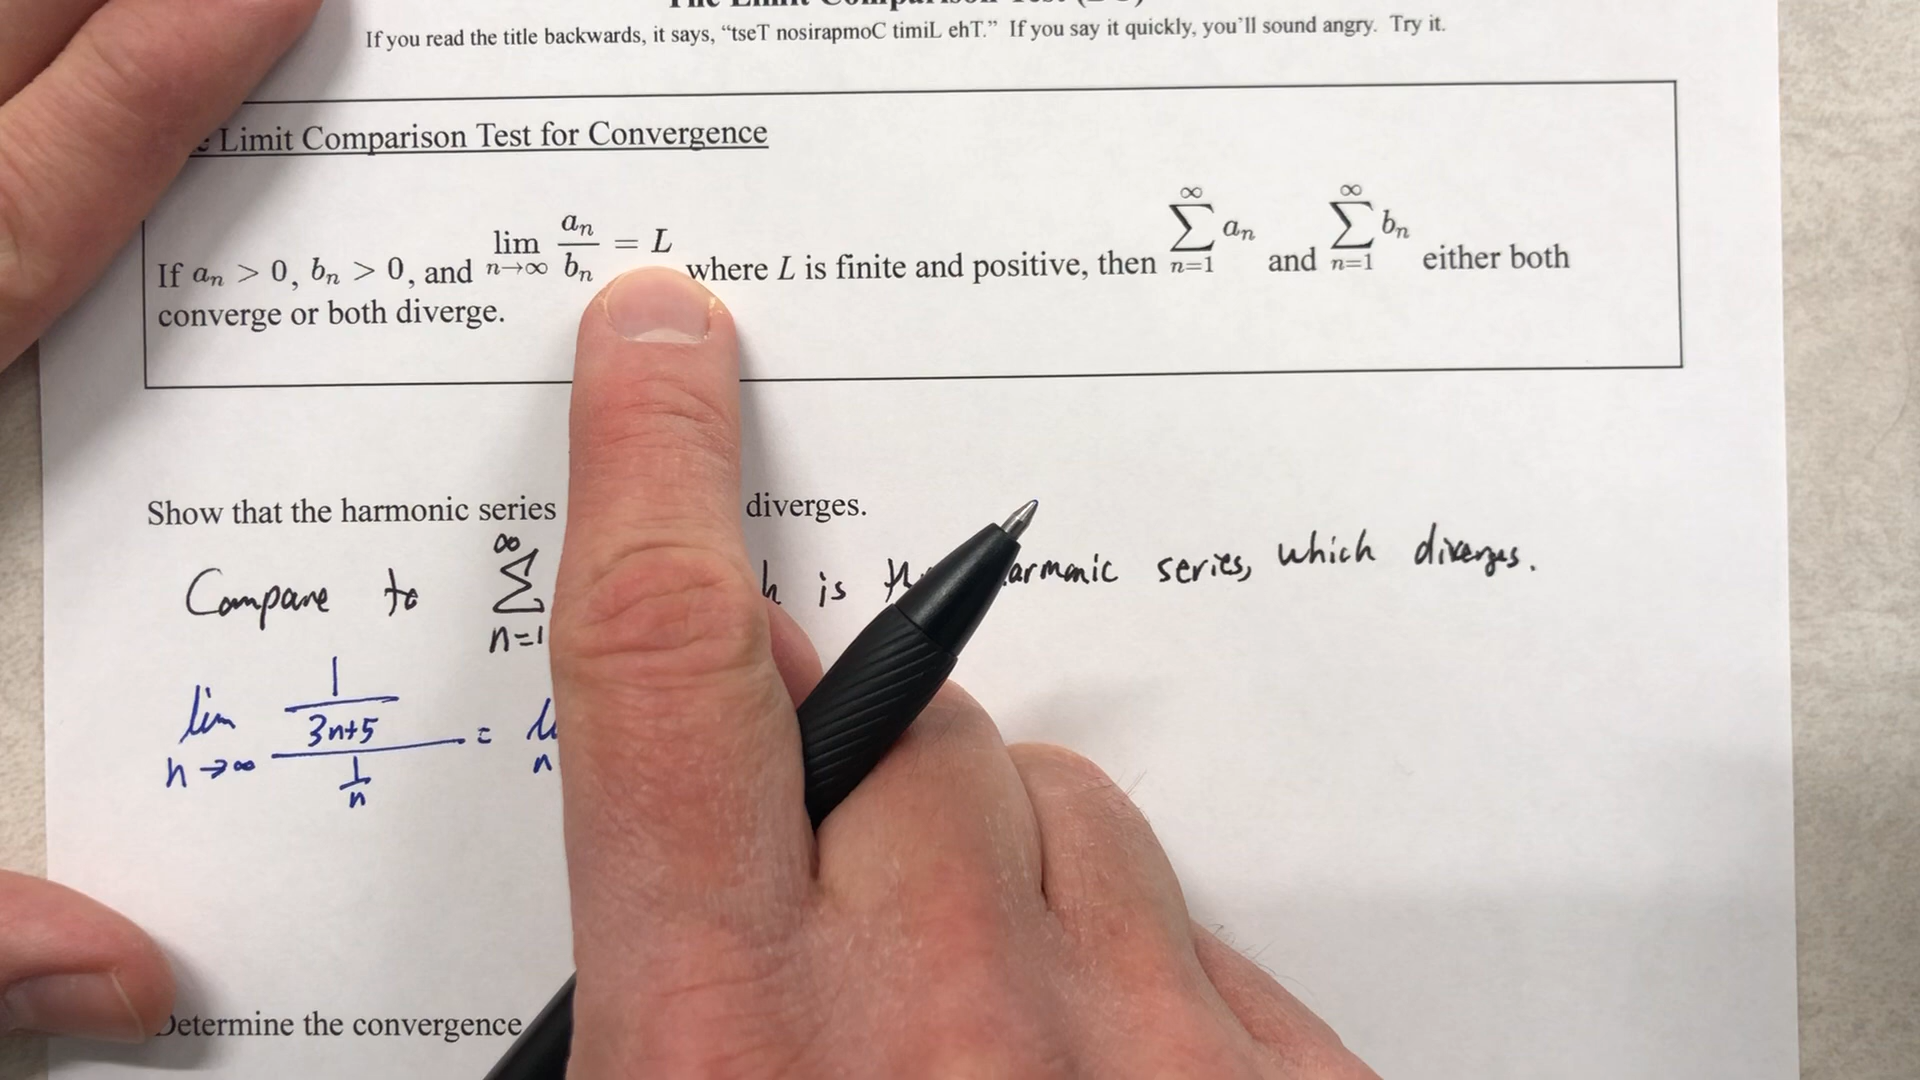 If you read the title backwards, it says, “tseT nosirapmoC timiL ehT.” If you say it quickly, you’ll sound angry. Try it.
Limit Comparison Test for Convergence
If aₙ > 0, bₙ > 0, and lim n→∞ aₙ/bₙ = L where L is finite and positive, then ∑ n=1 ∞ aₙ and ∑ n=1 ∞ bₙ either both
converge or both diverge.
Show that the harmonic series diverges.
Compare to ∑ n=1 ∞ is series, which diverges.
lim n→∞ (1/(3n+5))/(1/n) =
Determine the convergence